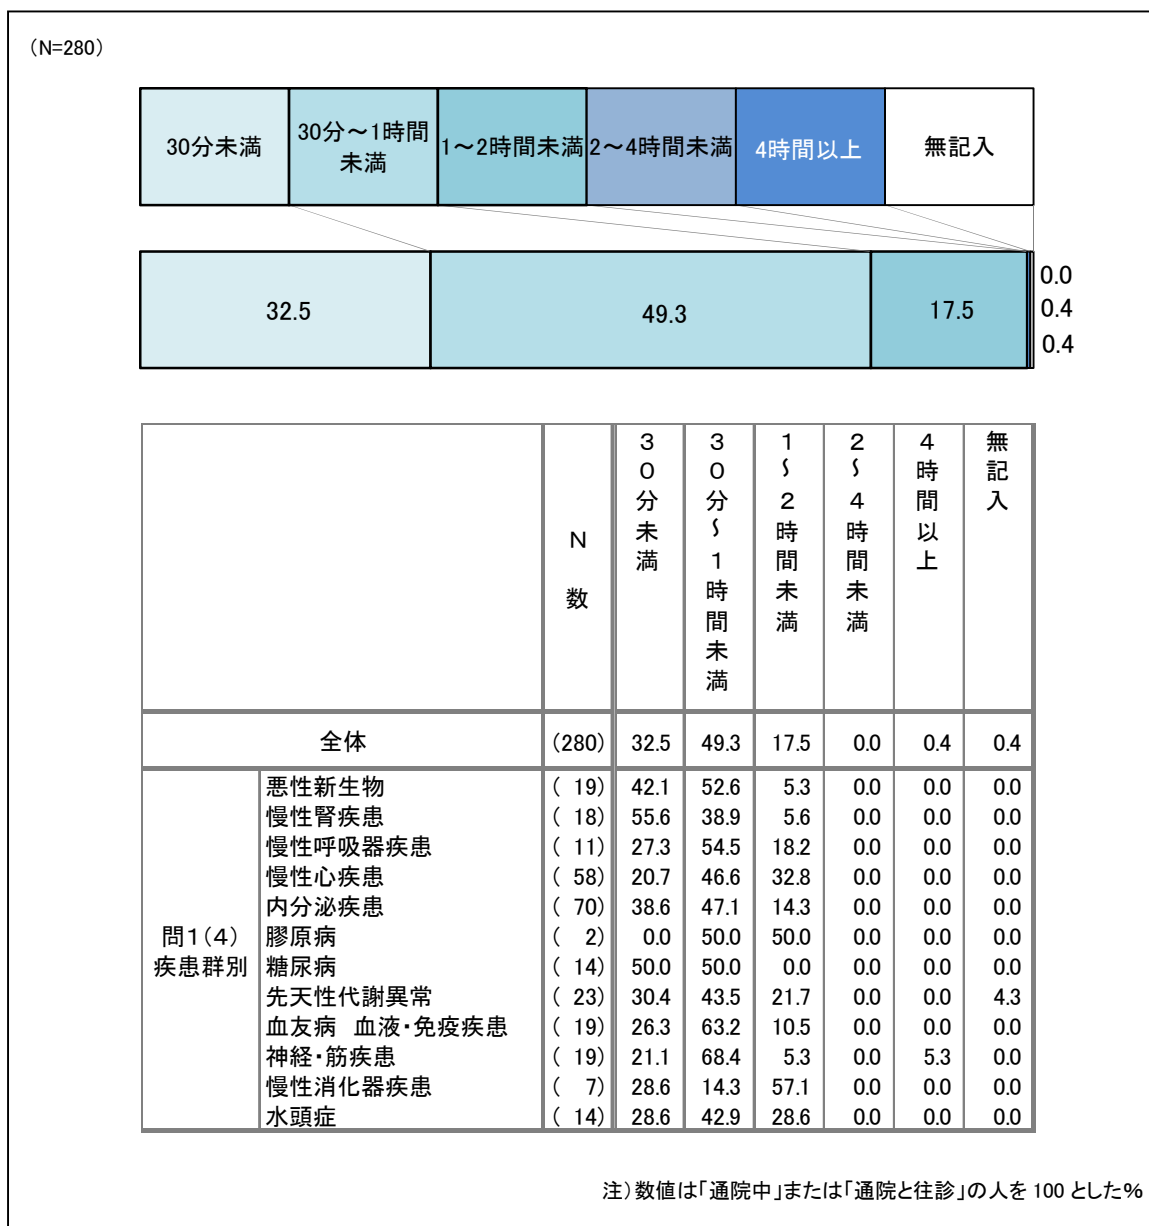 （N=280）
30分未満 30分～1時間未満 1～2時間未満 2～4時間未満 4時間以上 無記入
32.5 49.3 17.5 0.0 0.4 0.4
N数 30分未満 30分～1時間未満 1～2時間未満 2～4時間未満 4時間以上 無記入
全体 (280) 32.5 49.3 17.5 0.0 0.4 0.4
問1(4)疾患群別
悪性新生物 ( 19) 42.1 52.6 5.3 0.0 0.0 0.0
慢性腎疾患 ( 18) 55.6 38.9 5.6 0.0 0.0 0.0
慢性呼吸器疾患 ( 11) 27.3 54.5 18.2 0.0 0.0 0.0
慢性心疾患 ( 58) 20.7 46.6 32.8 0.0 0.0 0.0
内分泌疾患 ( 70) 38.6 47.1 14.3 0.0 0.0 0.0
膠原病 ( 2) 0.0 50.0 50.0 0.0 0.0 0.0
糖尿病 ( 14) 50.0 50.0 0.0 0.0 0.0 0.0
先天性代謝異常 ( 23) 30.4 43.5 21.7 0.0 0.0 4.3
血友病 血液・免疫疾患 ( 19) 26.3 63.2 10.5 0.0 0.0 0.0
神経・筋疾患 ( 19) 21.1 68.4 5.3 0.0 5.3 0.0
慢性消化器疾患 ( 7) 28.6 14.3 57.1 0.0 0.0 0.0
水頭症 ( 14) 28.6 42.9 28.6 0.0 0.0 0.0
注）数値は「通院中」または「通院と往診」の人を 100 とした%